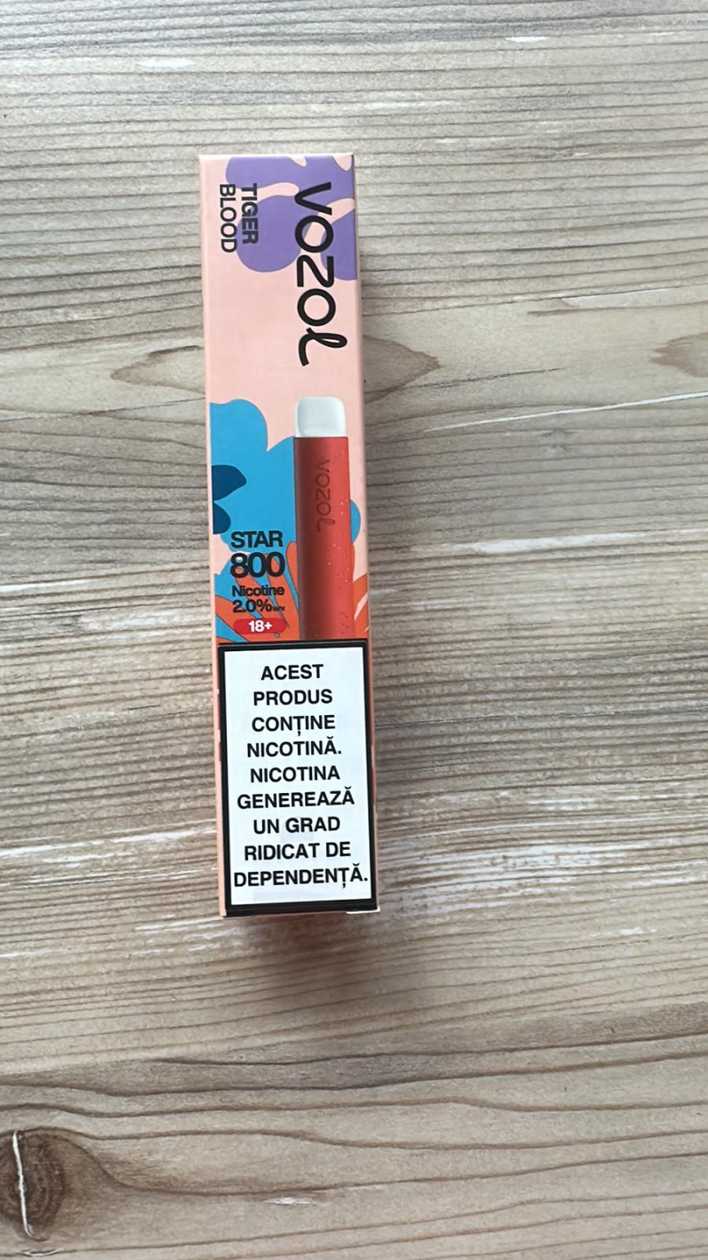 VOZOL
TIGER
BLOOD
VOZOL
STAR
800
Nicotine
2.0%
18+
ACEST
PRODUS
CONȚINE
NICOTINĂ.
NICOTINA
GENEREAZĂ
UN GRAD
RIDICAT DE
DEPENDENȚĂ.